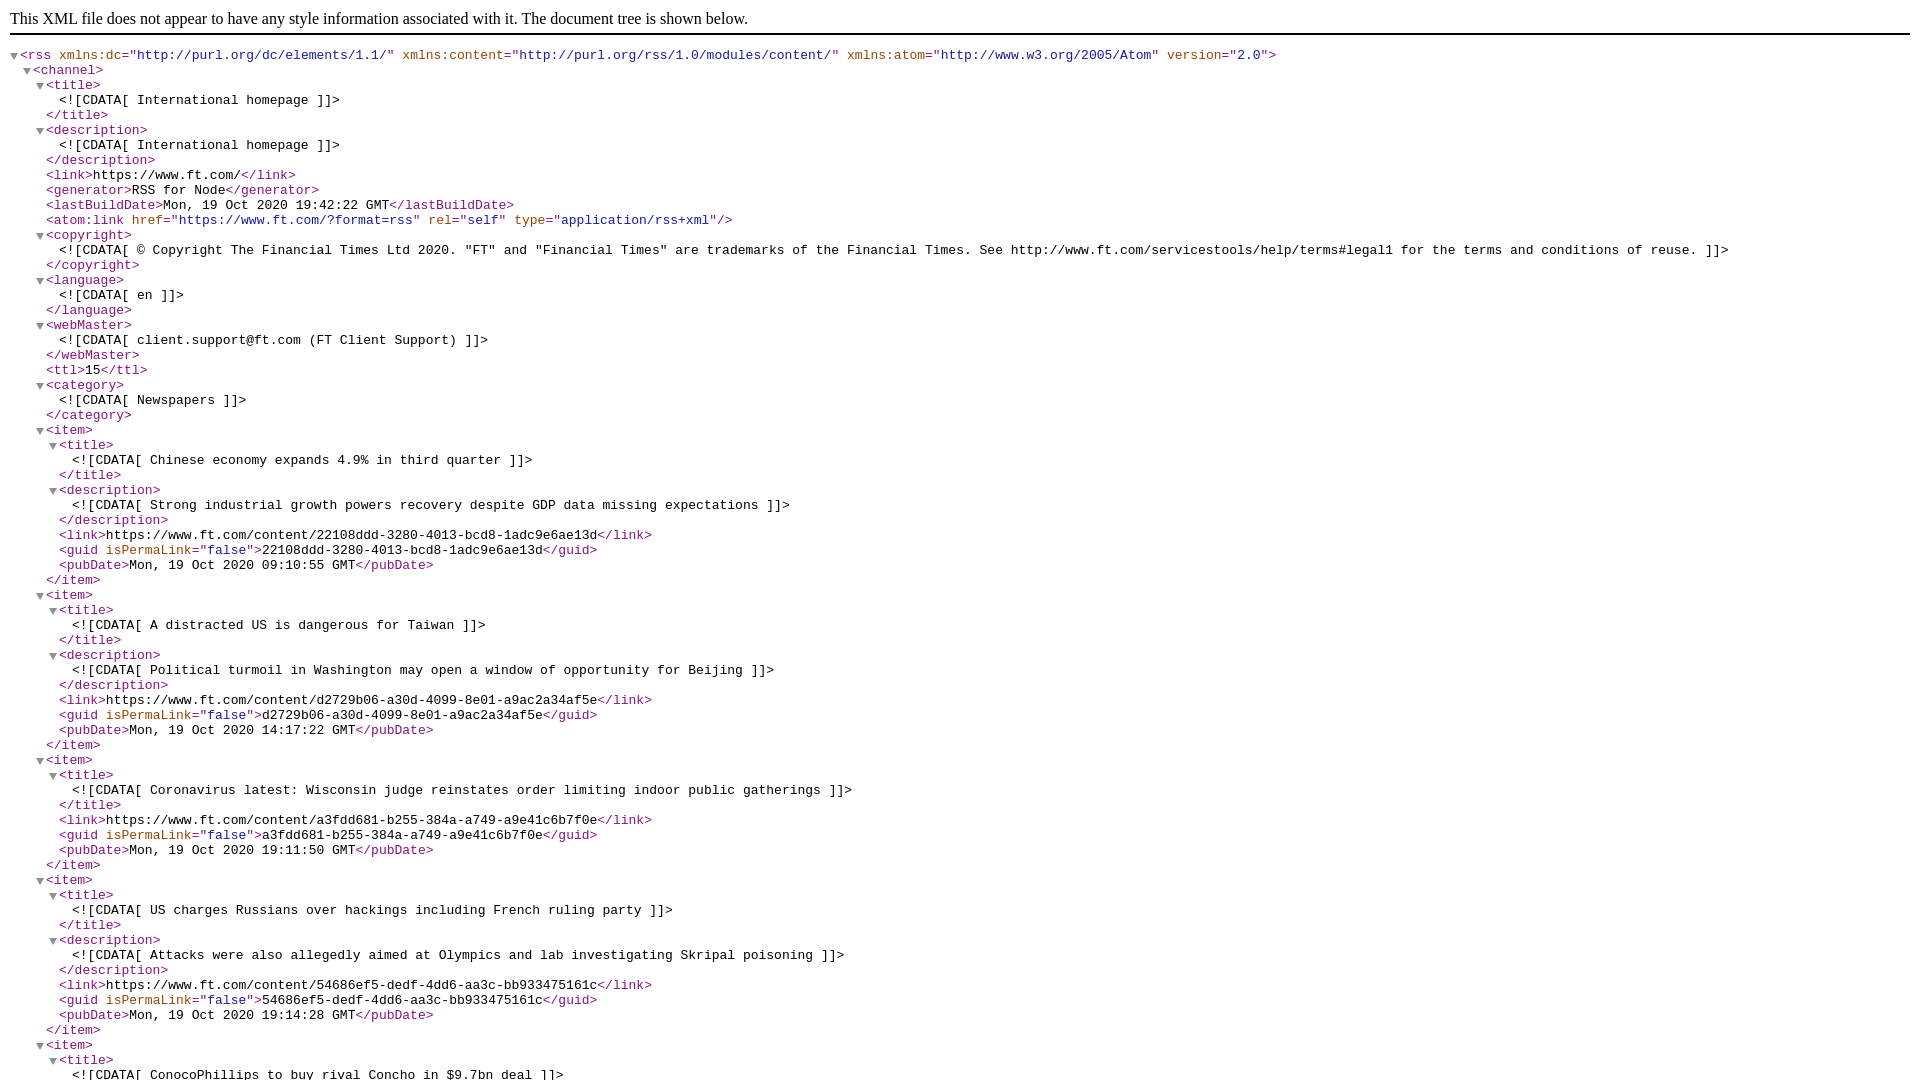 This XML file does not appear to have any style information associated with it. The document tree is shown below.
<rss xmlns:dc="http://purl.org/dc/elements/1.1/" xmlns:content="http://purl.org/rss/1.0/modules/content/" xmlns:atom="http://www.w3.org/2005/Atom" version="2.0">
<channel>
<title>
<![CDATA[ International homepage ]]>
</title>
<description>
<![CDATA[ International homepage ]]>
</description>
<link>https://www.ft.com/</link>
<generator>RSS for Node</generator>
<lastBuildDate>Mon, 19 Oct 2020 19:42:22 GMT</lastBuildDate>
<atom:link href="https://www.ft.com/?format=rss" rel="self" type="application/rss+xml"/>
<copyright>
<![CDATA[ © Copyright The Financial Times Ltd 2020. "FT" and "Financial Times" are trademarks of the Financial Times. See http://www.ft.com/servicestools/help/terms#legal1 for the terms and conditions of reuse. ]]>
</copyright>
<language>
<![CDATA[ en ]]>
</language>
<webMaster>
<![CDATA[ client.support@ft.com (FT Client Support) ]]>
</webMaster>
<ttl>15</ttl>
<category>
<![CDATA[ Newspapers ]]>
</category>
<item>
<title>
<![CDATA[ Chinese economy expands 4.9% in third quarter ]]>
</title>
<description>
<![CDATA[ Strong industrial growth powers recovery despite GDP data missing expectations ]]>
</description>
<link>https://www.ft.com/content/22108ddd-3280-4013-bcd8-1adc9e6ae13d</link>
<guid isPermaLink="false">22108ddd-3280-4013-bcd8-1adc9e6ae13d</guid>
<pubDate>Mon, 19 Oct 2020 09:10:55 GMT</pubDate>
</item>
<item>
<title>
<![CDATA[ A distracted US is dangerous for Taiwan ]]>
</title>
<description>
<![CDATA[ Political turmoil in Washington may open a window of opportunity for Beijing ]]>
</description>
<link>https://www.ft.com/content/d2729b06-a30d-4099-8e01-a9ac2a34af5e</link>
<guid isPermaLink="false">d2729b06-a30d-4099-8e01-a9ac2a34af5e</guid>
<pubDate>Mon, 19 Oct 2020 14:17:22 GMT</pubDate>
</item>
<item>
<title>
<![CDATA[ Coronavirus latest: Wisconsin judge reinstates order limiting indoor public gatherings ]]>
</title>
<link>https://www.ft.com/content/a3fdd681-b255-384a-a749-a9e41c6b7f0e</link>
<guid isPermaLink="false">a3fdd681-b255-384a-a749-a9e41c6b7f0e</guid>
<pubDate>Mon, 19 Oct 2020 19:11:50 GMT</pubDate>
</item>
<item>
<title>
<![CDATA[ US charges Russians over hackings including French ruling party ]]>
</title>
<description>
<![CDATA[ Attacks were also allegedly aimed at Olympics and lab investigating Skripal poisoning ]]>
</description>
<link>https://www.ft.com/content/54686ef5-dedf-4dd6-aa3c-bb933475161c</link>
<guid isPermaLink="false">54686ef5-dedf-4dd6-aa3c-bb933475161c</guid>
<pubDate>Mon, 19 Oct 2020 19:14:28 GMT</pubDate>
</item>
<item>
<title>
<![CDATA[ ConocoPhillips to buy rival Concho in $9.7bn deal ]]>